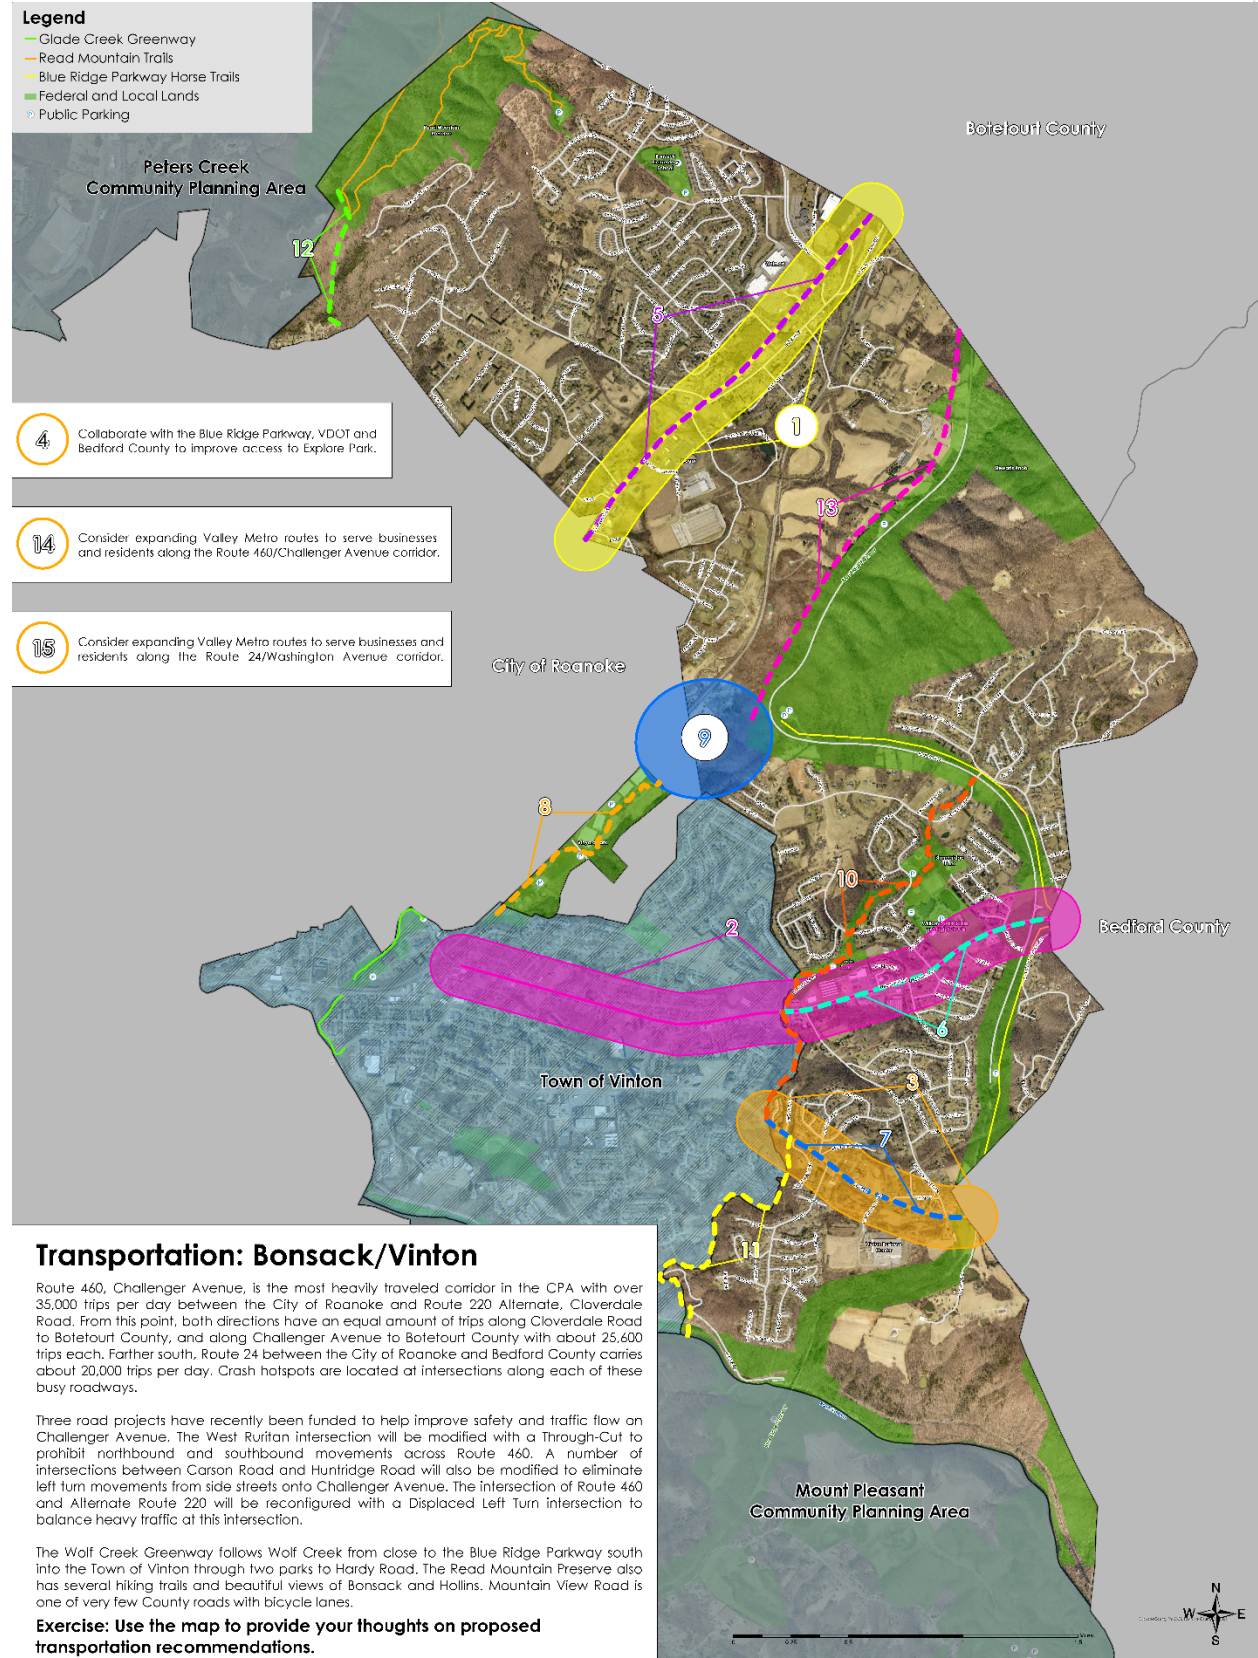 Legend
Glade Creek Greenway
Read Mountain Trails
Blue Ridge Parkway Horse Trails
Federal and Local Lands
Public Parking
Botetourt County
Peters Creek
Community Planning Area
12
5
1
4
Collaborate with the Blue Ridge Parkway, VDOT and
Bedford County to improve access to Explore Park.
13
14
Consider expanding Valley Metro routes to serve businesses
and residents along the Route 460/Challenger Avenue corridor.
15
Consider expanding Valley Metro routes to serve businesses and
residents along the Route 24/Washington Avenue corridor.
City of Roanoke
9
8
10
2
Bedford County
6
Town of Vinton
3
7
11
Transportation: Bonsack/Vinton
Route 460, Challenger Avenue, is the most heavily traveled corridor in the CPA with over
35,000 trips per day between the City of Roanoke and Route 220 Alternate, Cloverdale
Road. From this point, both directions have an equal amount of trips along Cloverdale Road
to Botetourt County, and along Challenger Avenue to Botetourt County with about 25,600
trips each. Farther south, Route 24 between the City of Roanoke and Bedford County carries
about 20,000 trips per day. Crash hotspots are located at intersections along each of these
busy roadways.
Three road projects have recently been funded to help improve safety and traffic flow on
Challenger Avenue. The West Ruritan intersection will be modified with a Through-Cut to
prohibit northbound and southbound movements across Route 460. A number of
intersections between Carson Road and Huntridge Road will also be modified to eliminate
left turn movements from side streets onto Challenger Avenue. The intersection of Route 460
and Alternate Route 220 will be reconfigured with a Displaced Left Turn intersection to
balance heavy traffic at this intersection.
The Wolf Creek Greenway follows Wolf Creek from close to the Blue Ridge Parkway south
into the Town of Vinton through two parks to Hardy Road. The Read Mountain Preserve also
has several hiking trails and beautiful views of Bonsack and Hollins. Mountain View Road is
one of very few County roads with bicycle lanes.
Exercise: Use the map to provide your thoughts on proposed
transportation recommendations.
Mount Pleasant
Community Planning Area
N
W E
S
0 0.25 0.5 1 1.5